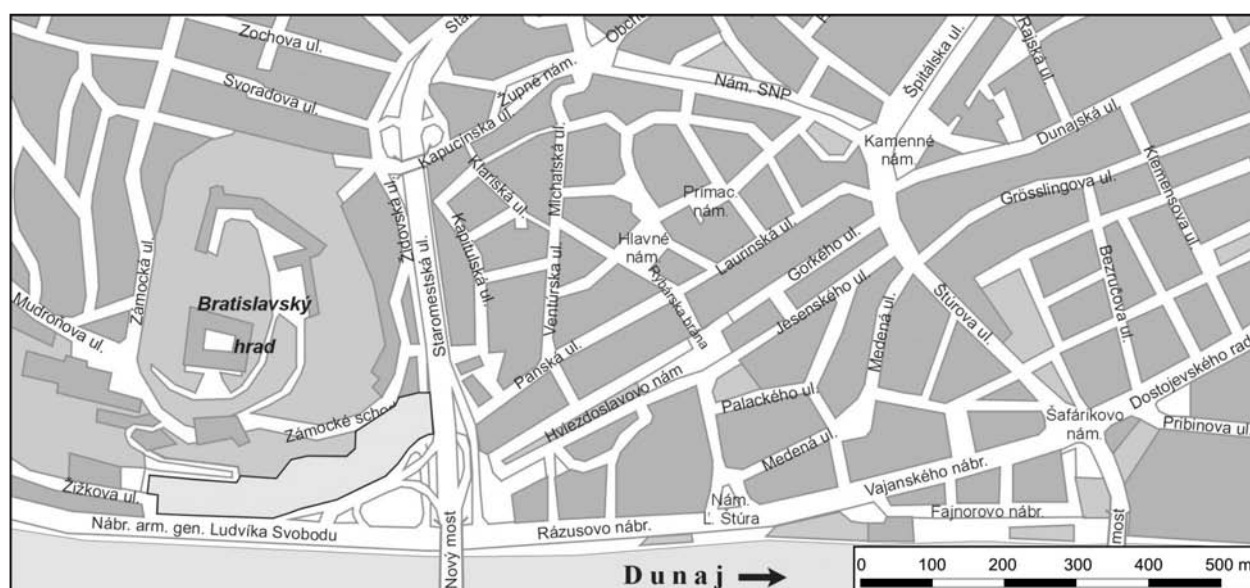 Zochova ul.
Svoradova ul.
Župné nám.
Kapucínska ul.
Nám. SNP
Špitálska ul.
Rajská ul.
Kamenné
nám.
Dunajská ul.
Klemensova ul.
Grösslingova ul.
Michalská ul.
Klariská ul.
Primac.
nám.
Židovská ul.
Kapitulská ul.
Staromestská ul.
Hlavné
nám.
Laurinská ul.
Gorkého ul.
Zámocká ul.
Mudroňova ul.
Bratislavský
hrad
Ventúrska ul.
Rybárska brána
Jesenského ul.
Štúrova ul.
Bezručova ul.
Medená ul.
Panská ul.
Hviezdoslavovo nám
Palackého ul.
Dostojevského rad
Šafárikovo
nám.
Pribinova ul
Zámocké schod
Medená ul.
Vajanského nábr.
Žižkova ul.
Nám.
Ľ. Štúra
Fajnorovo nábr.
Nábr. arm. gen. Ludvíka Svobodu
Rázusovo nábr.
Nový most
most
Dunaj
0 100 200 300 400 500 m